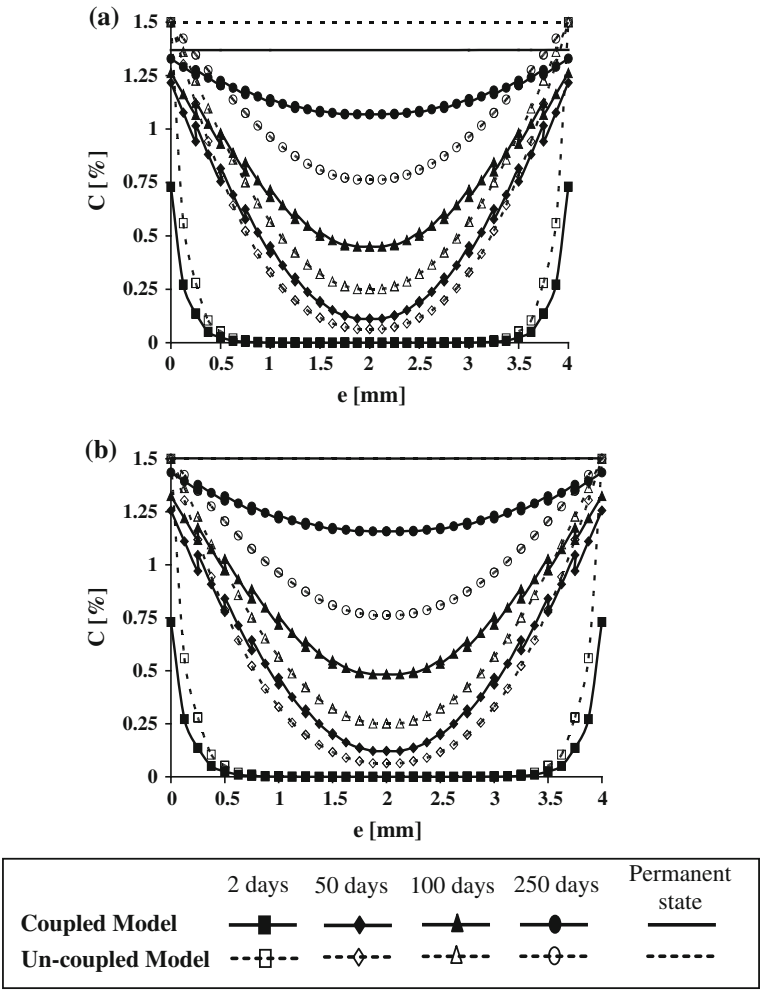 (a)
1.5
1.25
1
0.75
0.5
0.25
0
C [%]
0 0.5 1 1.5 2 2.5 3 3.5 4
e [mm]
(b)
1.5
1.25
1
0.75
0.5
0.25
0
C [%]
0 0.5 1 1.5 2 2.5 3 3.5 4
e [mm]
2 days 50 days 100 days 250 days Permanent
state
Coupled Model
Un-coupled Model